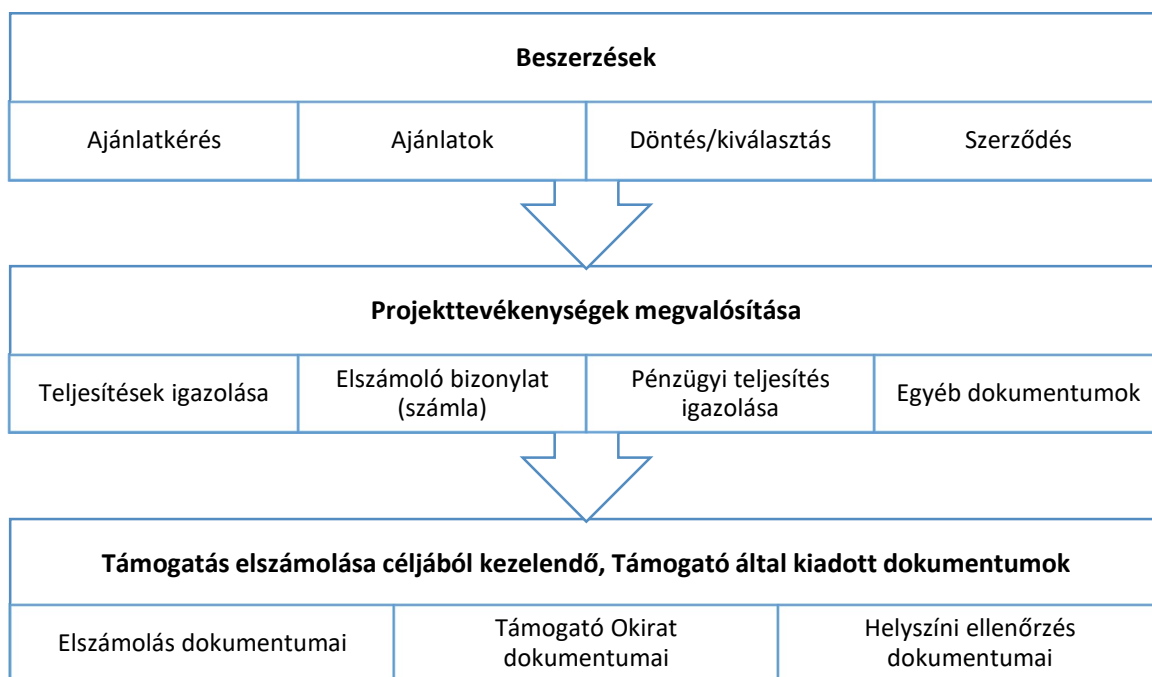 Beszerzések
Ajánlatkérés
Ajánlatok
Döntés/kiválasztás
Szerződés
Projekttevékenységek megvalósítása
Teljesítések igazolása
Elszámoló bizonylat
(számla)
Pénzügyi teljesítés
igazolása
Egyéb dokumentumok
Támogatás elszámolása céljából kezelendő, Támogató által kiadott dokumentumok
Elszámolás dokumentumai
Támogató Okirat
dokumentumai
Helyszíni ellenőrzés
dokumentumai